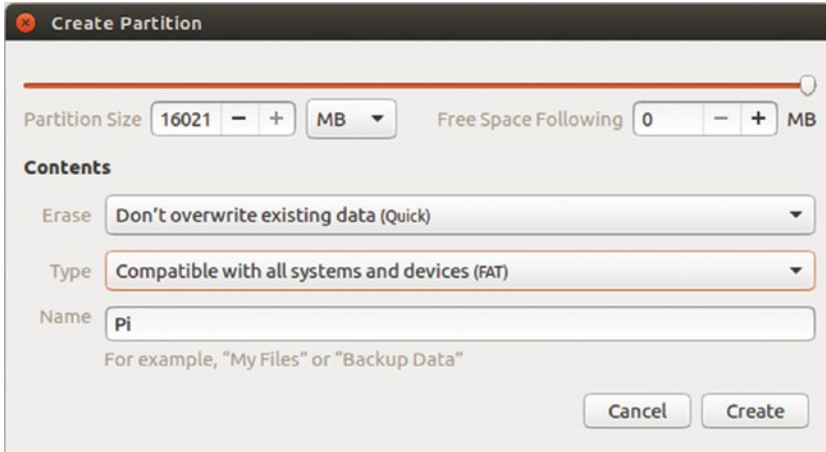 Create Partition
Partition Size 16021 − + MB Free Space Following 0 − + MB
Contents
Erase Don’t overwrite existing data (Quick)
Type Compatible with all systems and devices (FAT)
Name Pi
For example, “My Files” or “Backup Data”
Cancel Create